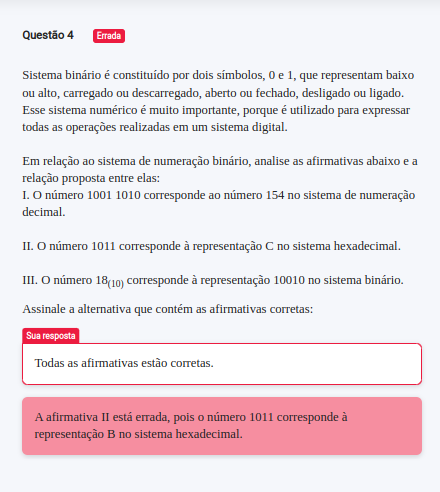 Questão 4 Errada
Sistema binário é constituído por dois símbolos, 0 e 1, que representam baixo
ou alto, carregado ou descarregado, aberto ou fechado, desligado ou ligado.
Esse sistema numérico é muito importante, porque é utilizado para expressar
todas as operações realizadas em um sistema digital.
Em relação ao sistema de numeração binário, analise as afirmativas abaixo e a
relação proposta entre elas:
I. O número 1001 1010 corresponde ao número 154 no sistema de numeração
decimal.
II. O número 1011 corresponde à representação C no sistema hexadecimal.
III. O número 18(10) corresponde à representação 10010 no sistema binário.
Assinale a alternativa que contém as afirmativas corretas:
Sua resposta
Todas as afirmativas estão corretas.
A afirmativa II está errada, pois o número 1011 corresponde à
representação B no sistema hexadecimal.